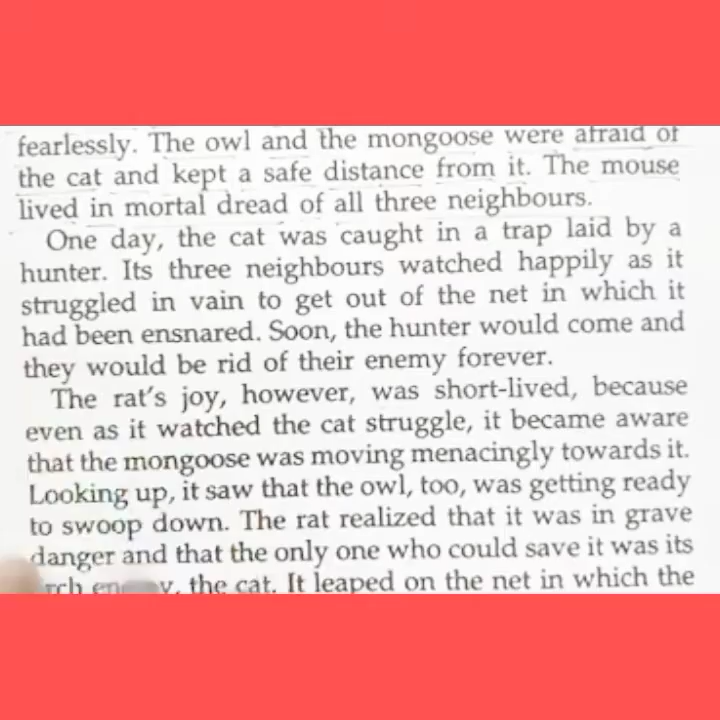 fearlessly. The owl and the mongoose were afraid of
the cat and kept a safe distance from it. The mouse
lived in mortal dread of all three neighbours.
One day, the cat was caught in a trap laid by a
hunter. Its three neighbours watched happily as it
struggled in vain to get out of the net in which it
had been ensnared. Soon, the hunter would come and
they would be rid of their enemy forever.
The rat's joy, however, was short-lived, because
even as it watched the cat struggle, it became aware
that the mongoose was moving menacingly towards it.
Looking up, it saw that the owl, too, was getting ready
to swoop down. The rat realized that it was in grave
danger and that the only one who could save it was its
the cat. It leaped on the net in which the